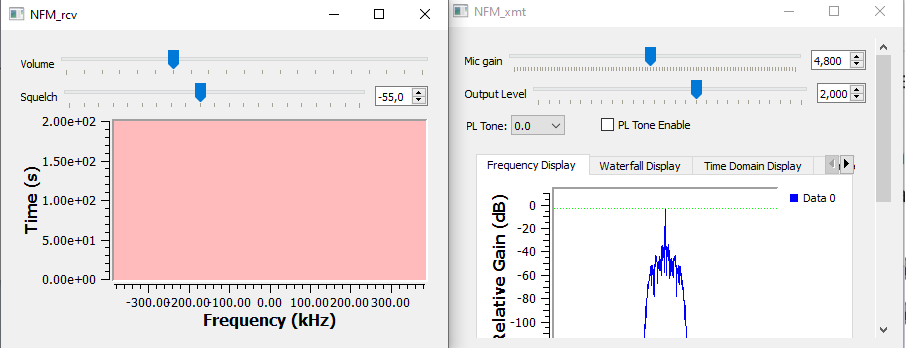 NFM_rcv
Volume
Squelch
-55,0
2.00e+02
1.50e+02
1.00e+02
5.00e+01
0.00e+00
Time (s)
-300.00 -200.00 -100.00 0.00 100.00 200.00 300.00
Frequency (kHz)
NFM_xmt
Mic gain
4,800
Output Level
2,000
PL Tone:
0.0
PL Tone Enable
Frequency Display
Waterfall Display
Time Domain Display
Data 0
0
-20
-40
-60
-80
-100
Relative Gain (dB)